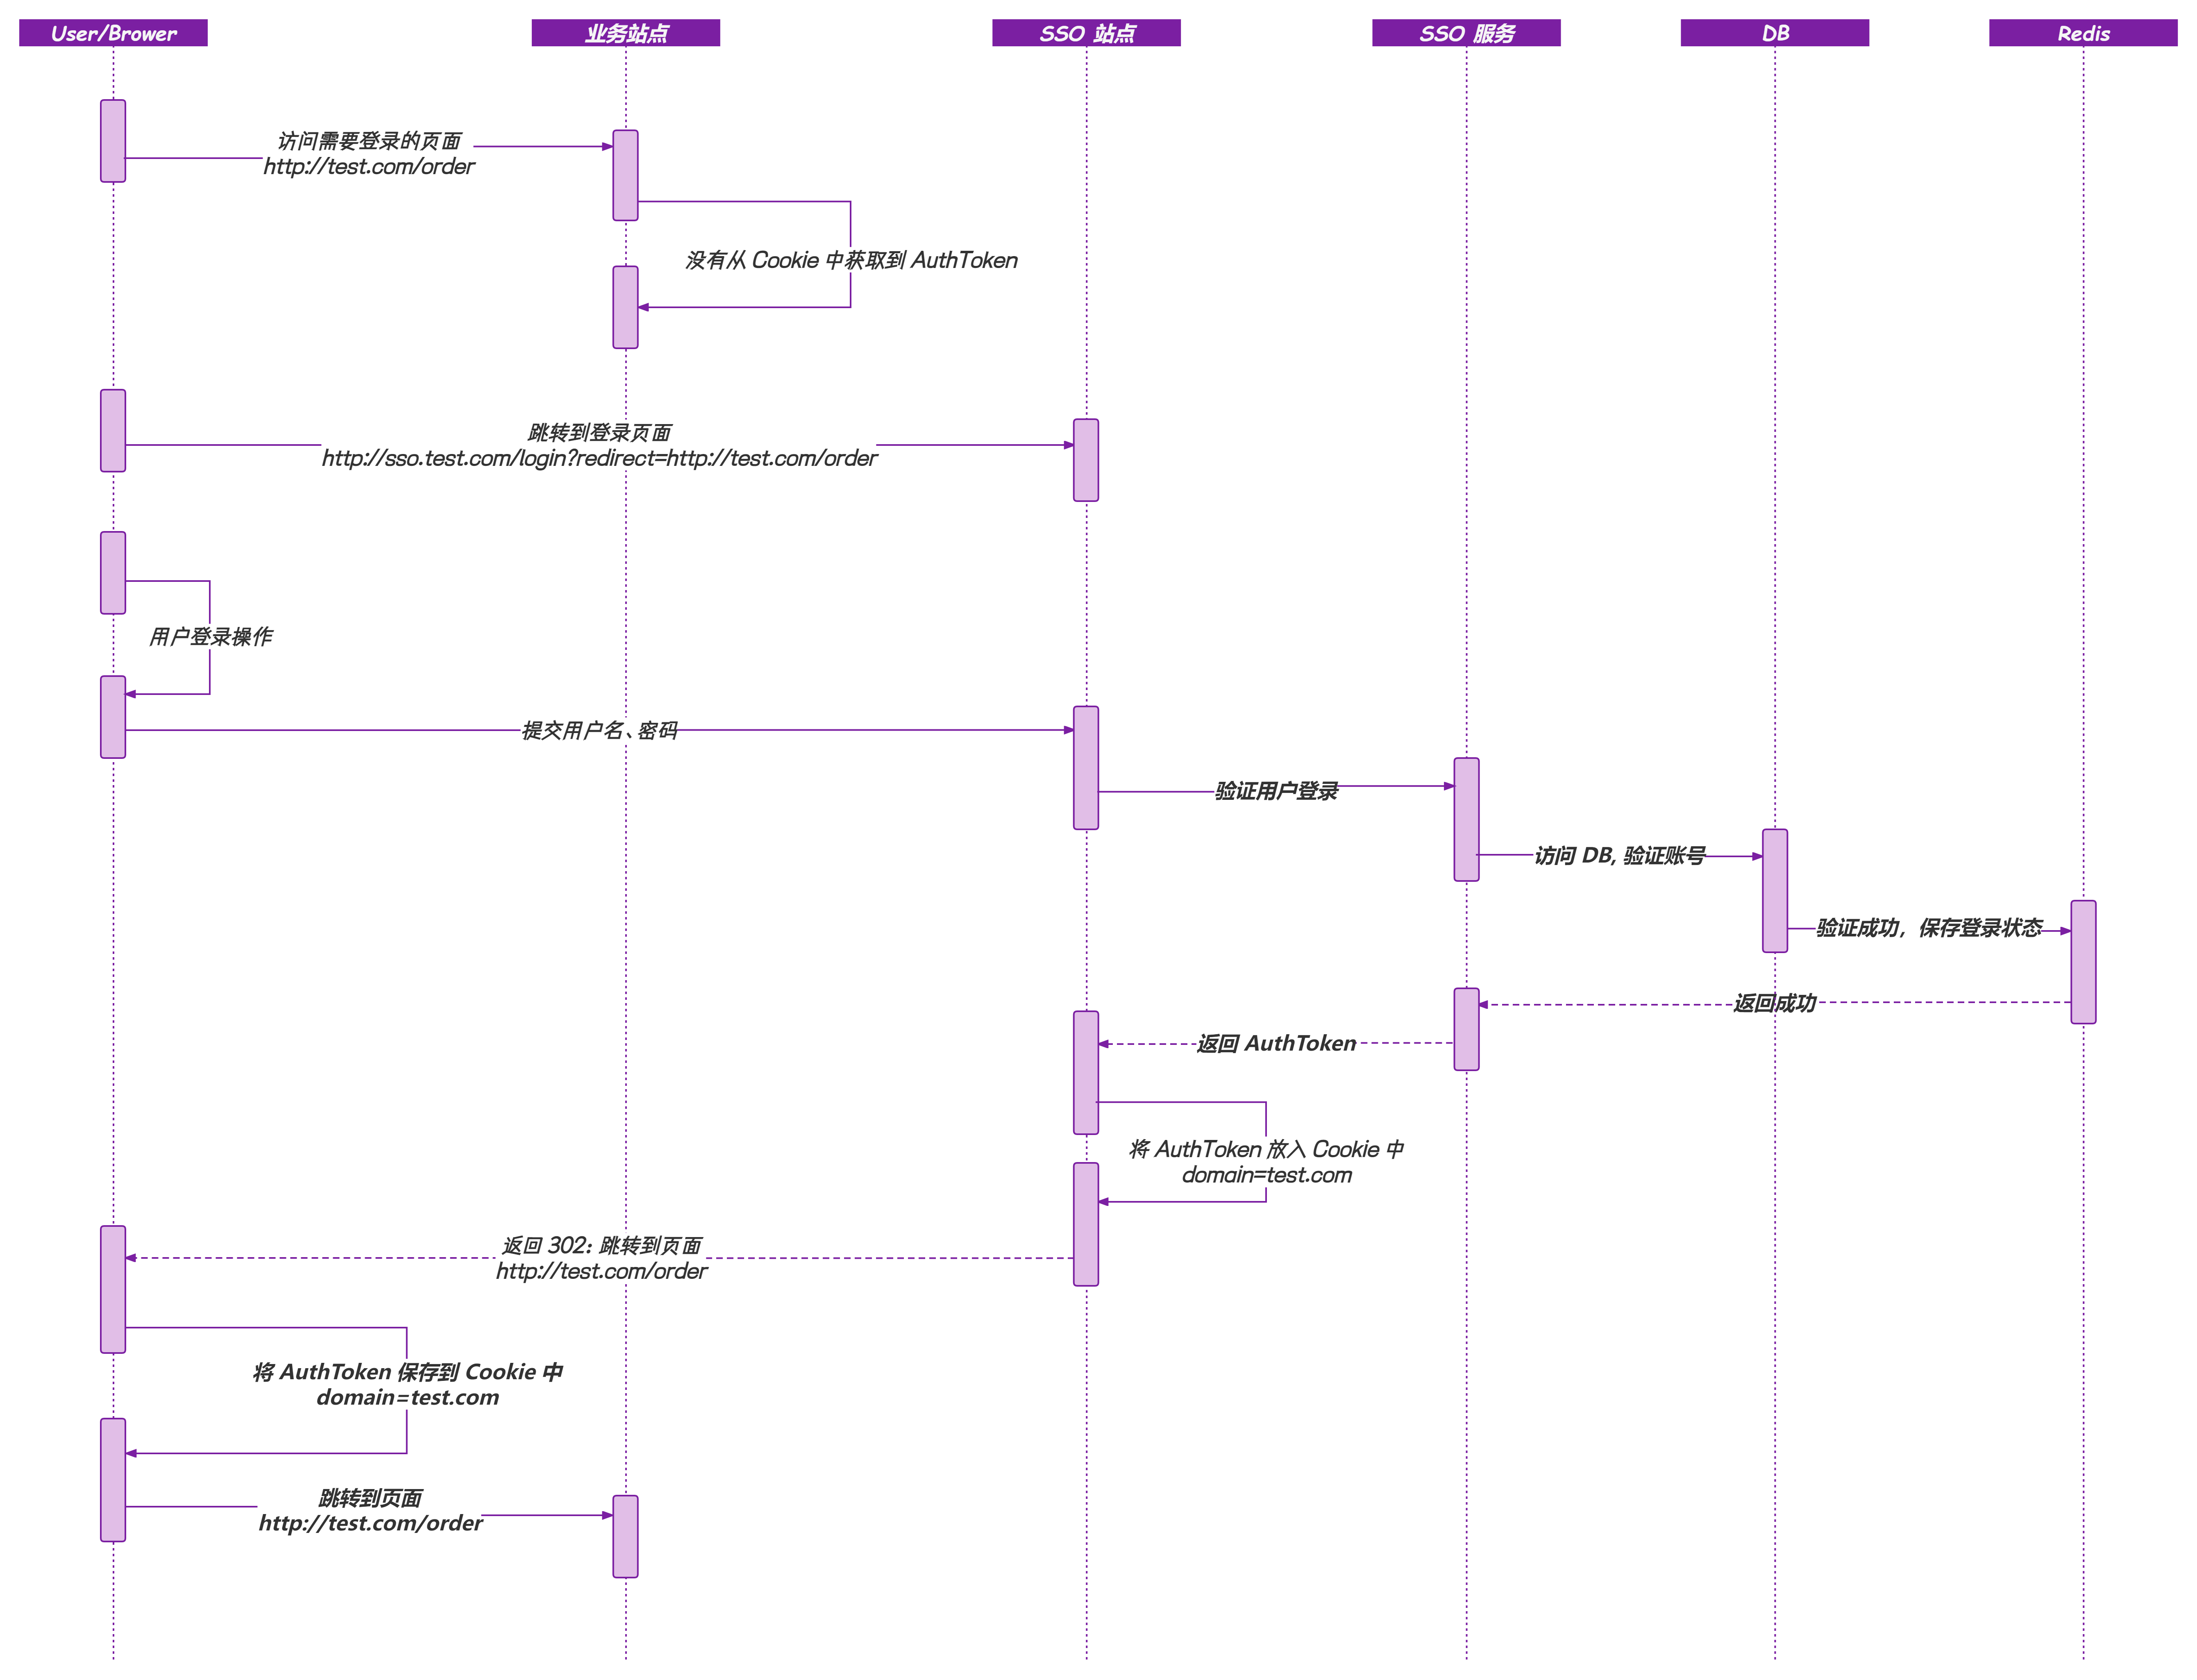 User/Brower
业务站点
SSO 站点
SSO 服务
DB
Redis
访问需要登录的页面
http://test.com/order
没有从 Cookie 中获取到 AuthToken
跳转到登录页面
http://sso.test.com/login?redirect=http://test.com/order
用户登录操作
提交用户名、密码
验证用户登录
访问 DB, 验证账号
验证成功，保存登录状态
返回成功
返回 AuthToken
将 AuthToken 放入 Cookie 中
domain=test.com
返回 302: 跳转到页面
http://test.com/order
将 AuthToken 保存到 Cookie 中
domain=test.com
跳转到页面
http://test.com/order